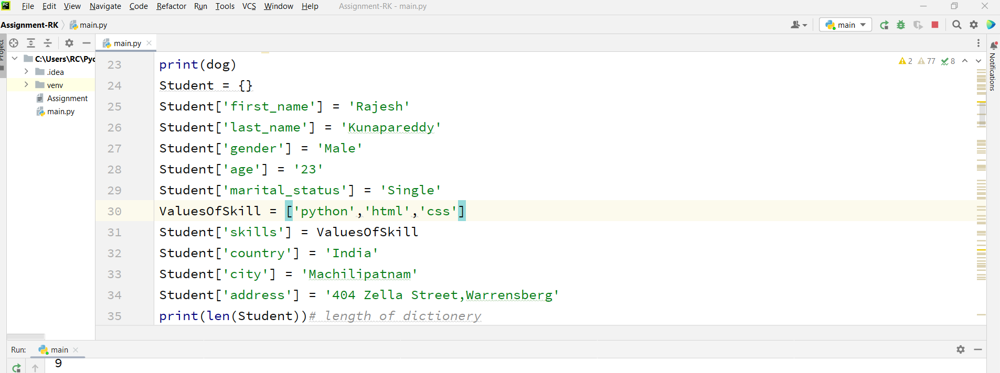 PC File Edit View Navigate Code Refactor Run Tools VCS Window Help Assignment-RK - main.py
Assignment-RK main.py main
Project
main.py
C:\Users\RC\Pyc
.idea
venv
Assignment
main.py
2 77 8
Notifications
23 print(dog)
24 Student = {}
25 Student['first_name'] = 'Rajesh'
26 Student['last_name'] = 'Kunapareddy'
27 Student['gender'] = 'Male'
28 Student['age'] = '23'
29 Student['marital_status'] = 'Single'
30 ValuesOfSkill = ['python','html','css']
31 Student['skills'] = ValuesOfSkill
32 Student['country'] = 'India'
33 Student['city'] = 'Machilipatnam'
34 Student['address'] = '404 Zella Street,Warrensberg'
35 print(len(Student))# length of dictionery
Run: main
9